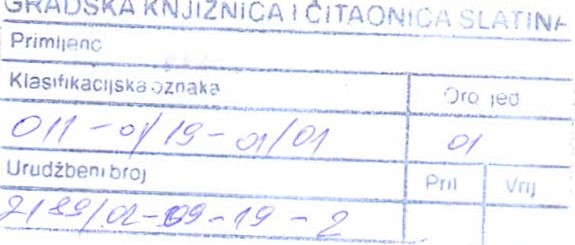 GRADSKA KNJIŽNICA I ČITAONICA SLATINA
Primljeno
Klasifikacijska oznaka Oro jed
011-01/19-01/01 01
Urudžbeni broj Pril Vrij
2189/02-09-19-2